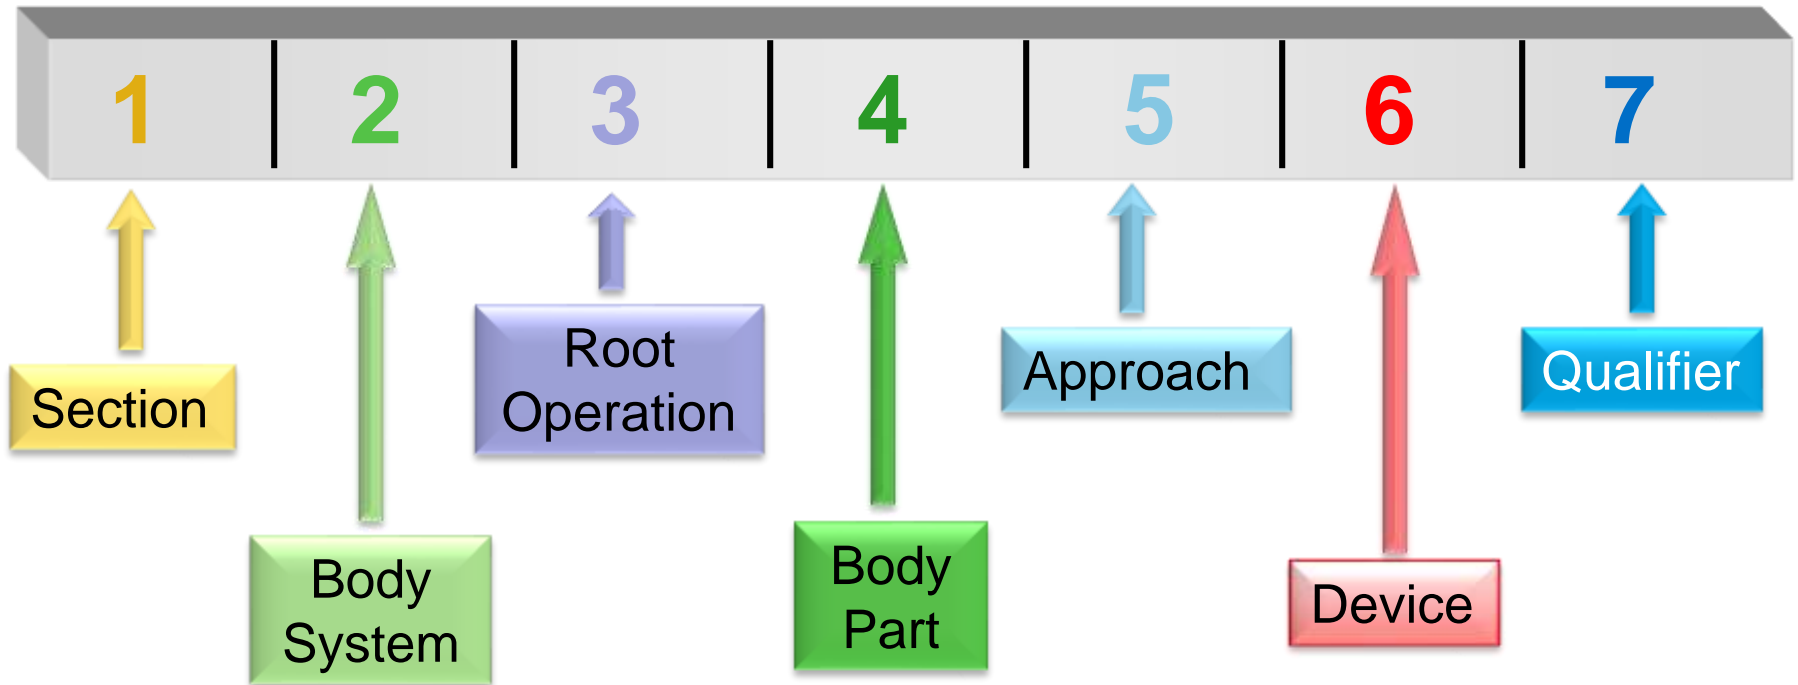 1 2 3 4 5 6 7
Section
Body
System
Root
Operation
Body
Part
Approach
Device
Qualifier